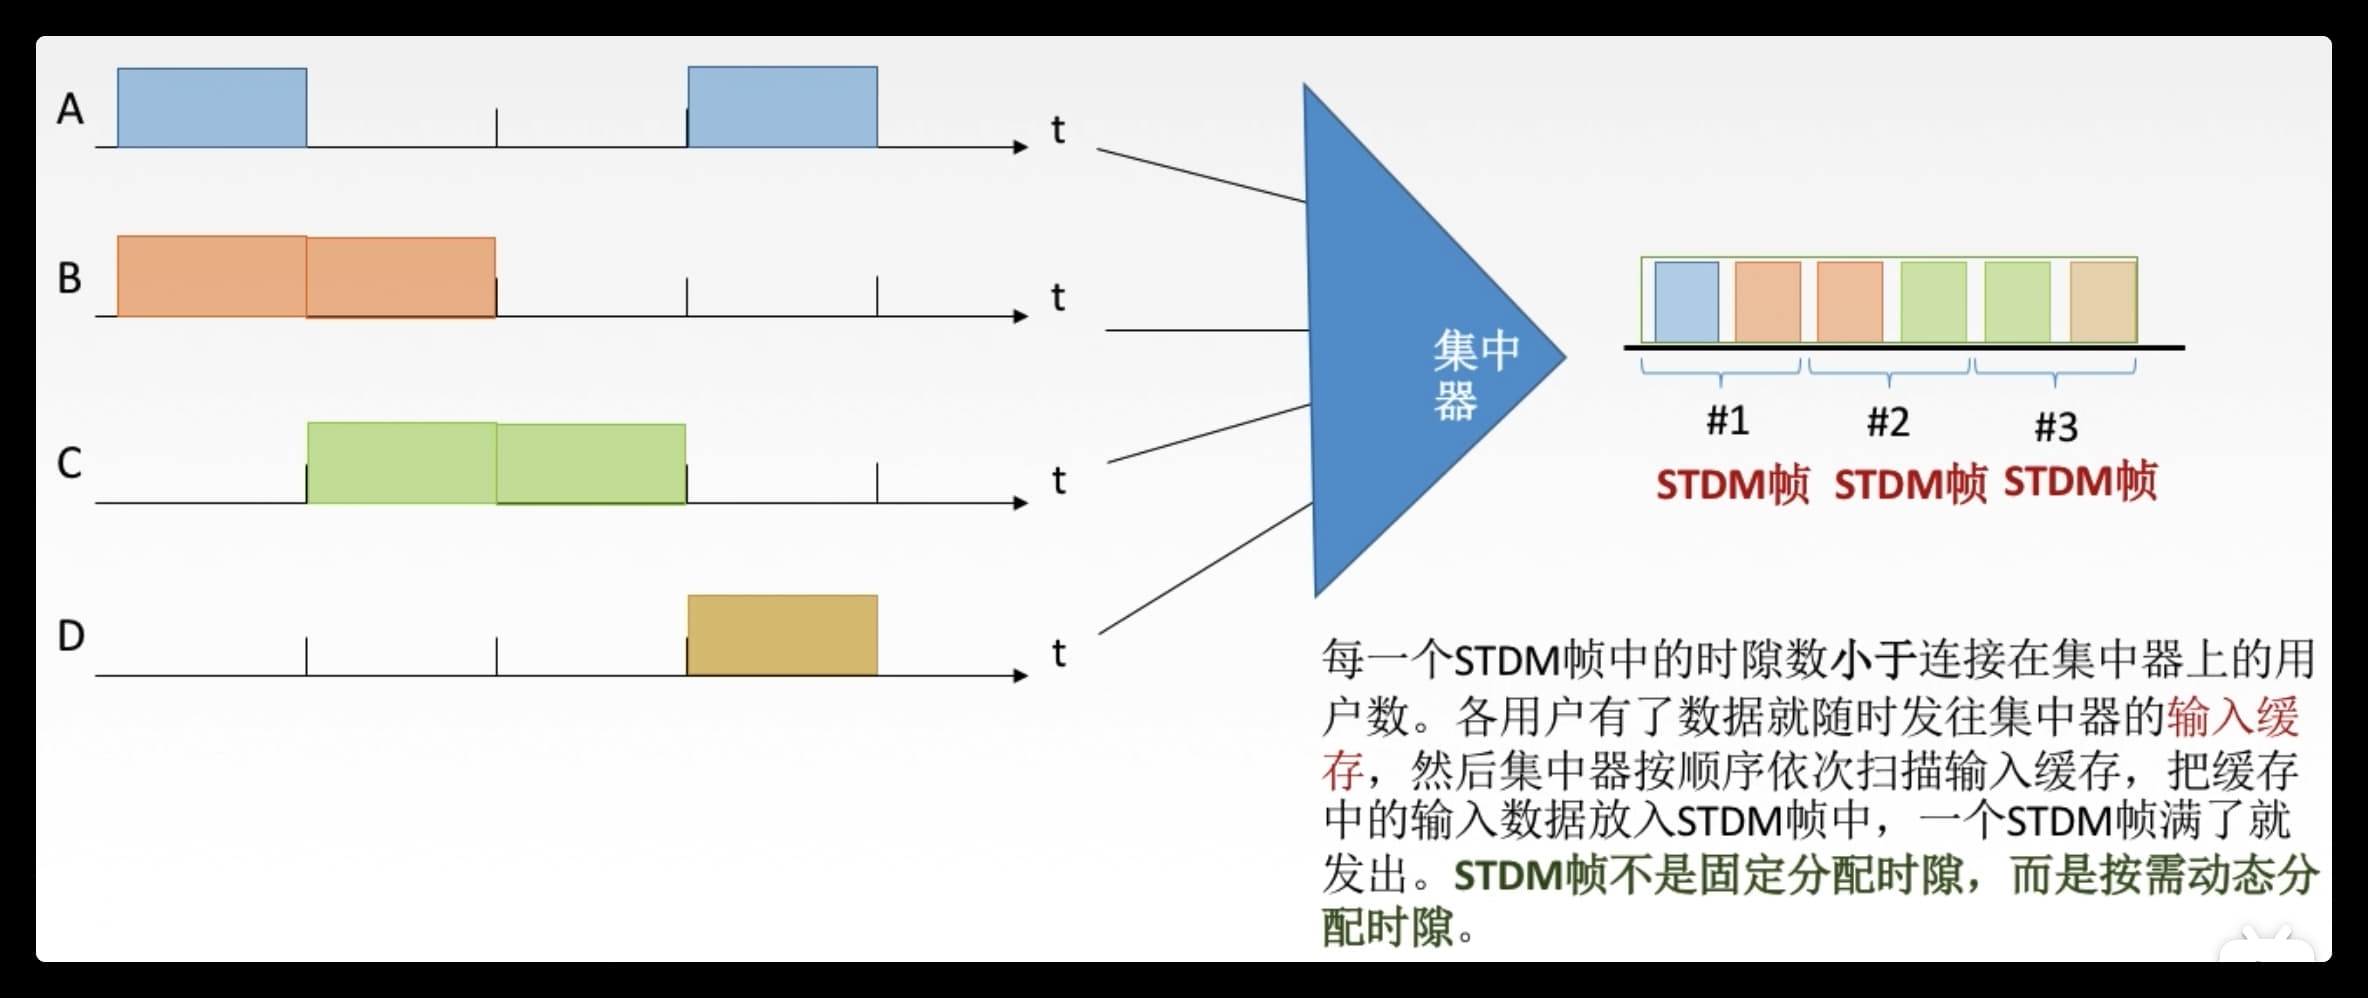 A
t
B
t
C
t
D
t
集中
器
#1
#2
#3
STDM帧
STDM帧
STDM帧
每一个STDM帧中的时隙数小于连接在集中器上的用
户数。各用户有了数据就随时发往集中器的输入缓
存，然后集中器按顺序依次扫描输入缓存，把缓存
中的输入数据放入STDM帧中，一个STDM帧满了就
发出。STDM帧不是固定分配时隙，而是按需动态分
配时隙。